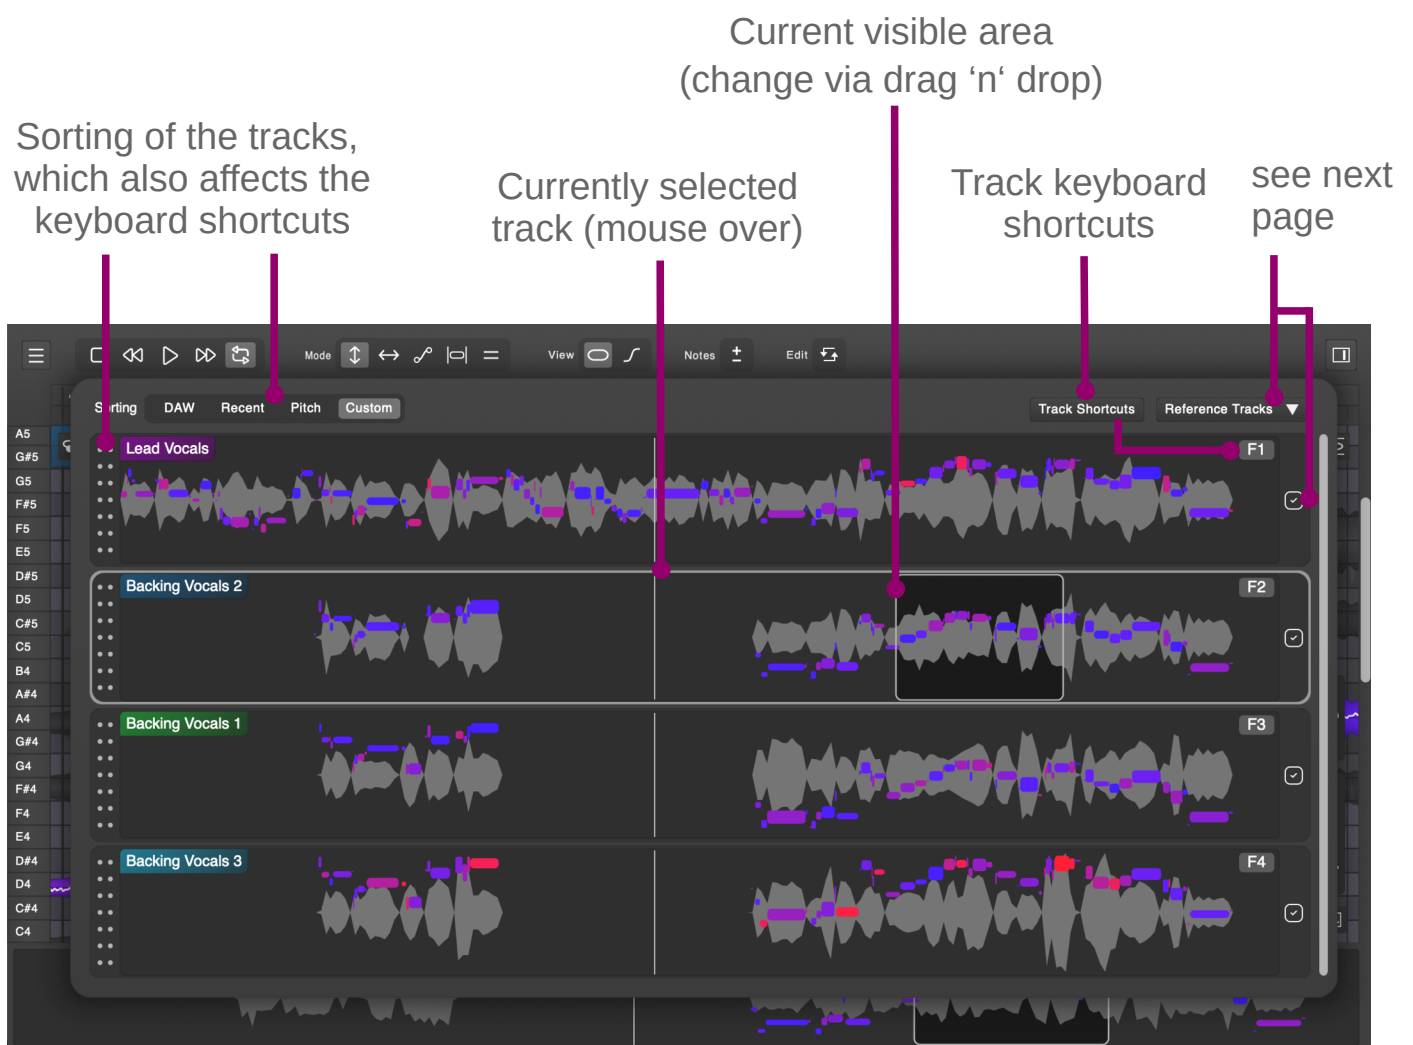 Current visible area
(change via drag ‘n‘ drop)
Sorting of the tracks,
which also affects the
keyboard shortcuts
Currently selected
track (mouse over)
Track keyboard
shortcuts
see next
page
Mode
View
Notes
Edit
Sorting DAW Recent Pitch Custom
Track Shortcuts
Reference Tracks
A5
G#5
G5
F#5
F5
E5
D#5
D5
C#5
C5
B4
A#4
A4
G#4
G4
F#4
F4
E4
D#4
D4
C#4
C4
Lead Vocals
F1
Backing Vocals 2
F2
Backing Vocals 1
F3
Backing Vocals 3
F4